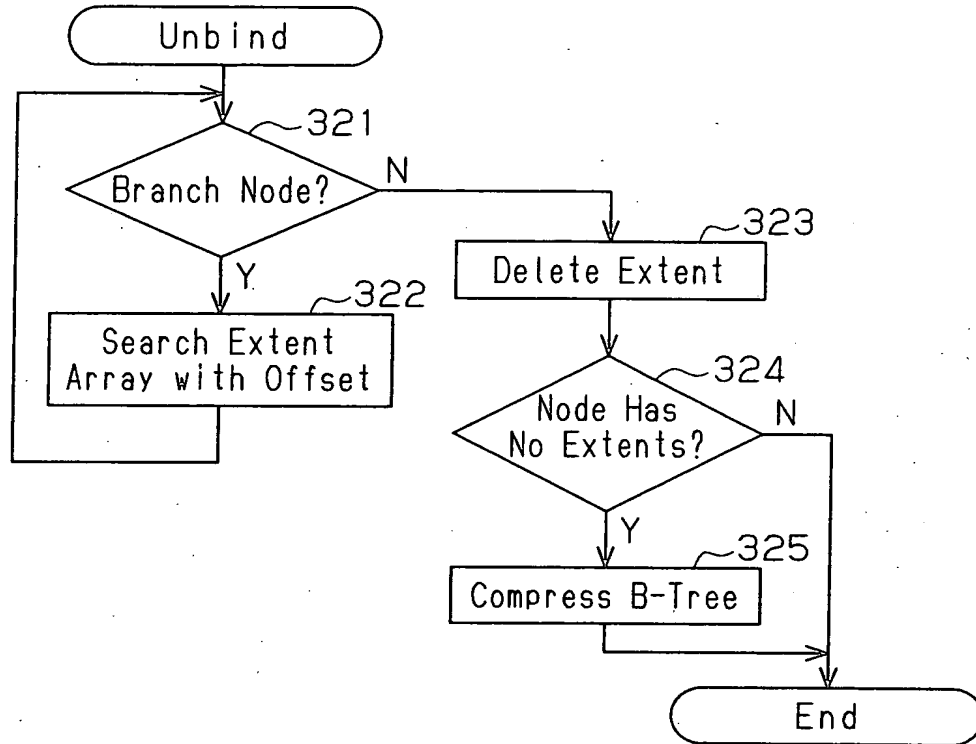 Unbind
321
Branch Node?
N
Y
322
Search Extent
Array with Offset
323
Delete Extent
324
Node Has
No Extents?
N
Y
325
Compress B-Tree
End